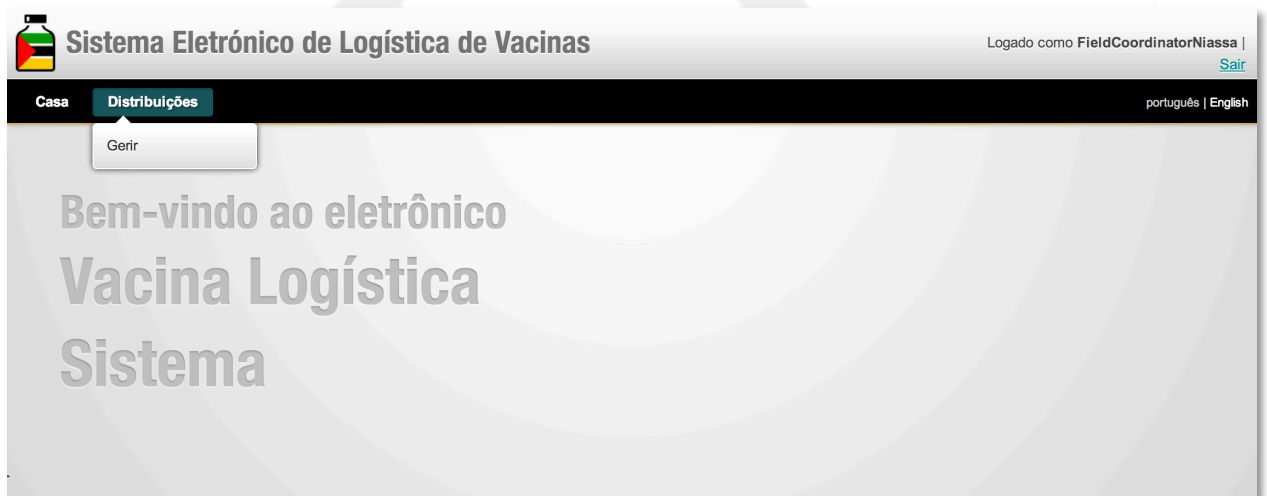 Sistema Eletrónico de Logística de Vacinas
Logado como FieldCoordinatorNiassa |
Sair
Casa Distribuições
português | English
Gerir
Bem-vindo ao eletrônico
Vacina Logística
Sistema